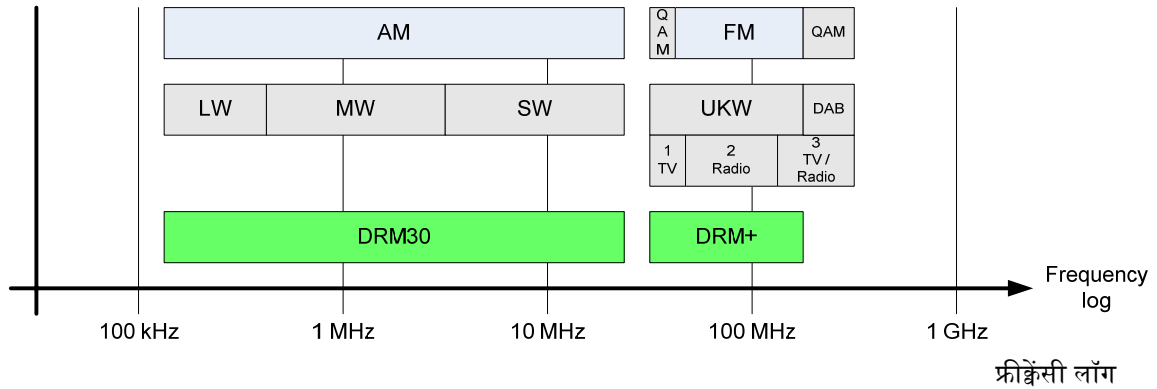 AM
Q
A
M
FM
QAM
LW
MW
SW
UKW
DAB
1
TV
2
Radio
3
TV /
Radio
DRM30
DRM+
Frequency
log
100 kHz
1 MHz
10 MHz
100 MHz
1 GHz
फ्रीक्वेंसी लॉग